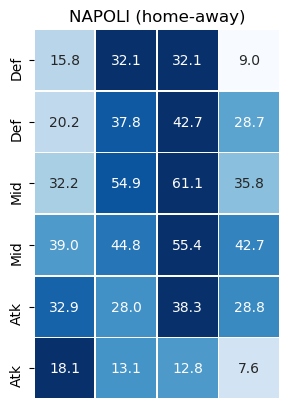 NAPOLI (home-away)
Def 15.8 32.1 32.1 9.0
Def 20.2 37.8 42.7 28.7
Mid 32.2 54.9 61.1 35.8
Mid 39.0 44.8 55.4 42.7
Atk 32.9 28.0 38.3 28.8
Atk 18.1 13.1 12.8 7.6